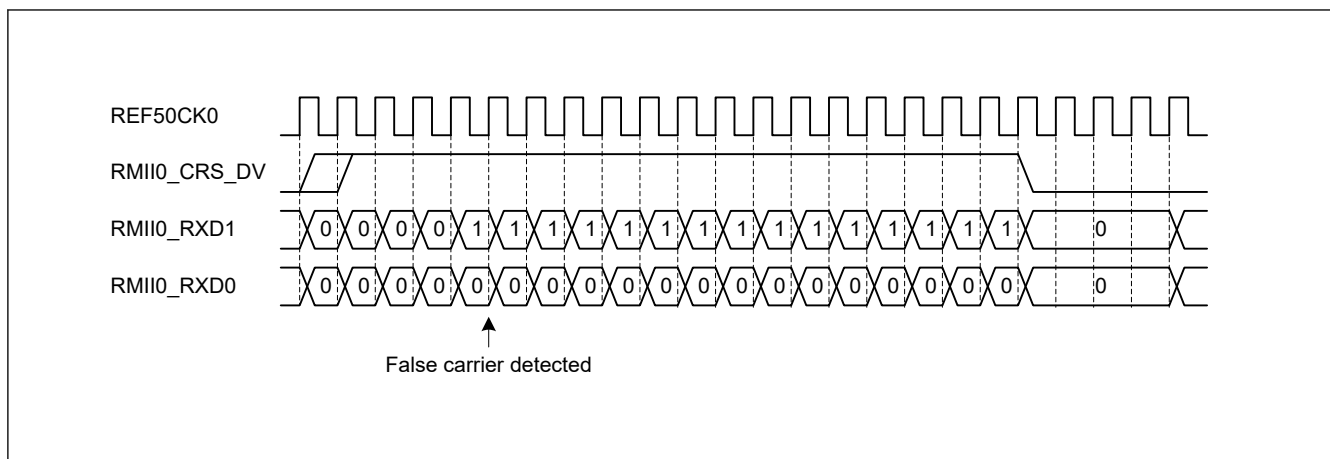 REF50CK0
RMII0_CRS_DV
RMII0_RXD1 0 0 0 0 1 1 1 1 1 1 1 1 1 1 1 1 1 1 1 0
RMII0_RXD0 0 0 0 0 0 0 0 0 0 0 0 0 0 0 0 0 0 0 0 0
False carrier detected